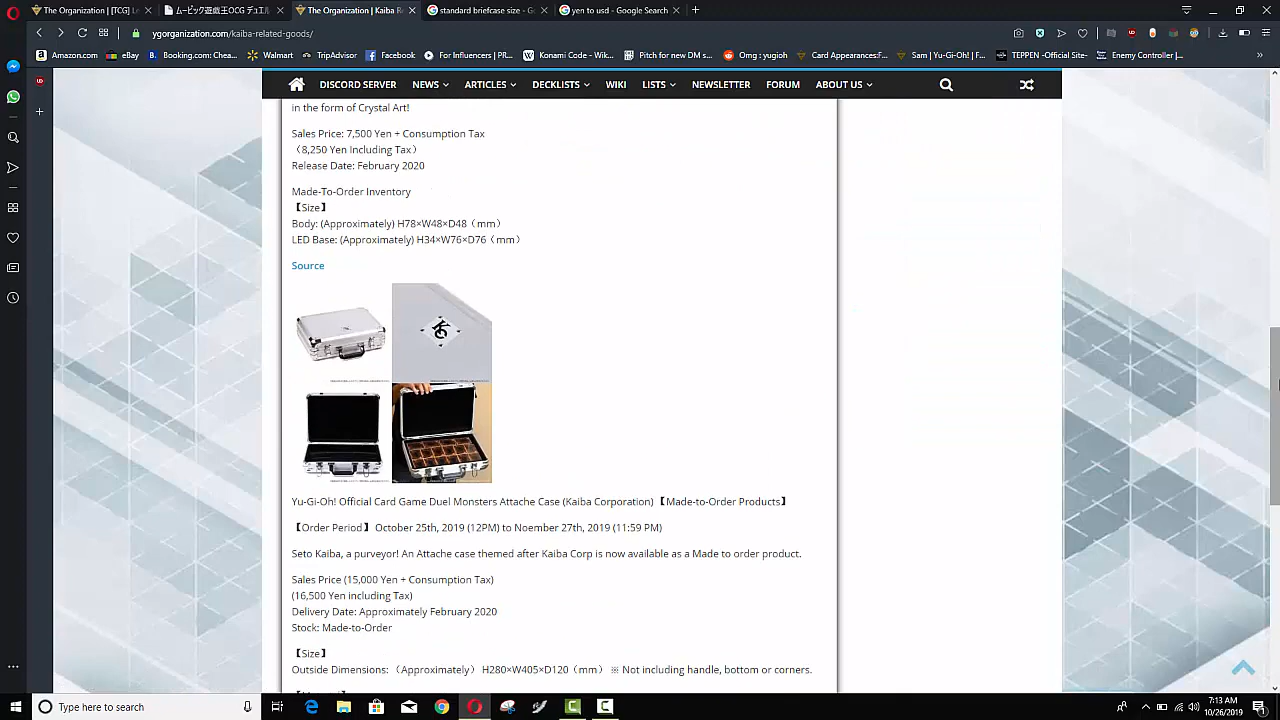 The Organization | [TCG] L
ムービック遊戯王OCG デュエル
The Organization | Kaiba R
standard briefcase size - G
yen to usd - Google Search
ygorganization.com/kaiba-related-goods/
Amazon.com
eBay
Booking.com: Chea...
Walmart
TripAdvisor
Facebook
For Influencers | PR...
Konami Code - Wik...
Pitch for new DM s...
Omg : yugioh
Card Appearances:F...
Sam | Yu-Gi-Oh! | F...
TEPPEN -Official Site-
Enemy Controller |...
DISCORD SERVER NEWS ARTICLES DECKLISTS WIKI LISTS NEWSLETTER FORUM ABOUT US
in the form of Crystal Art!
Sales Price: 7,500 Yen + Consumption Tax
（8,250 Yen Including Tax）
Release Date: February 2020
Made-To-Order Inventory
【Size】
Body: (Approximately) H78×W48×D48（mm）
LED Base: (Approximately) H34×W76×D76（mm）
Source
KC
Yu-Gi-Oh! Official Card Game Duel Monsters Attache Case (Kaiba Corporation) 【Made-to-Order Products】
【Order Period】 October 25th, 2019 (12PM) to Noember 27th, 2019 (11:59 PM)
Seto Kaiba, a purveyor! An Attache case themed after Kaiba Corp is now available as a Made to order product.
Sales Price (15,000 Yen + Consumption Tax)
(16,500 Yen including Tax)
Delivery Date: Approximately February 2020
Stock: Made-to-Order
【Size】
Outside Dimensions: （Approximately） H280×W405×D120（mm）※ Not including handle, bottom or corners.
Type here to search
7:13 AM
10/26/2019